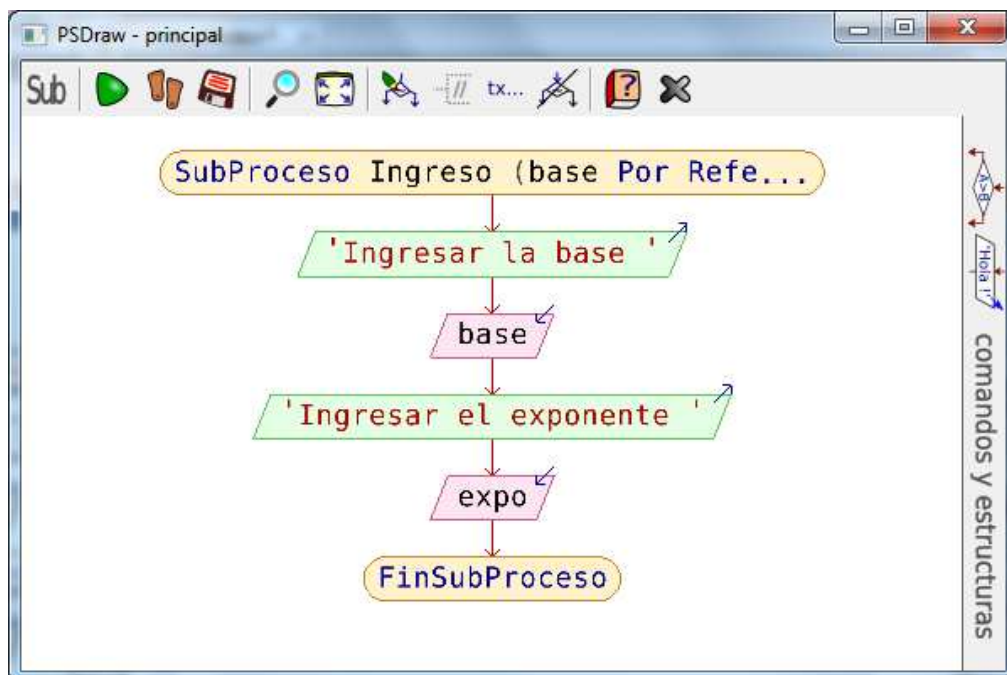 PSDraw - principal
Sub
tx...
SubProceso Ingreso (base Por Refe...
'Ingresar la base '
base
'Ingresar el exponente '
expo
FinSubProceso
A>B
'Hola !'
comandos y estructuras